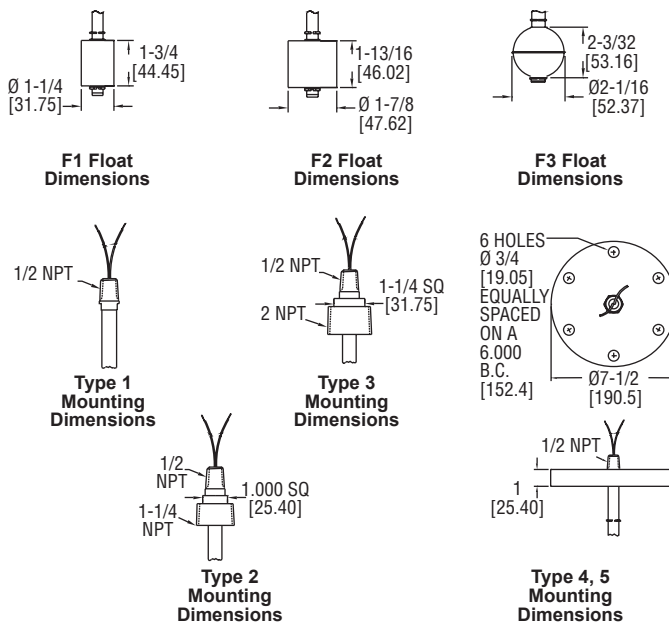 1-3/4
[44.45]
Ø 1-1/4
[31.75]
F1 Float
Dimensions
1-13/16
[46.02]
Ø 1-7/8
[47.62]
F2 Float
Dimensions
2-3/32
[53.16]
Ø2-1/16
[52.37]
F3 Float
Dimensions
1/2 NPT
Type 1
Mounting
Dimensions
1/2 NPT
1-1/4 SQ
[31.75]
2 NPT
Type 3
Mounting
Dimensions
6 HOLES
Ø 3/4
[19.05]
EQUALLY
SPACED
ON A
6.000
B.C.
[152.4]
Ø7-1/2
[190.5]
1/2
NPT
1.000 SQ
[25.40]
1-1/4
NPT
Type 2
Mounting
Dimensions
1/2 NPT
1
[25.40]
Type 4, 5
Mounting
Dimensions